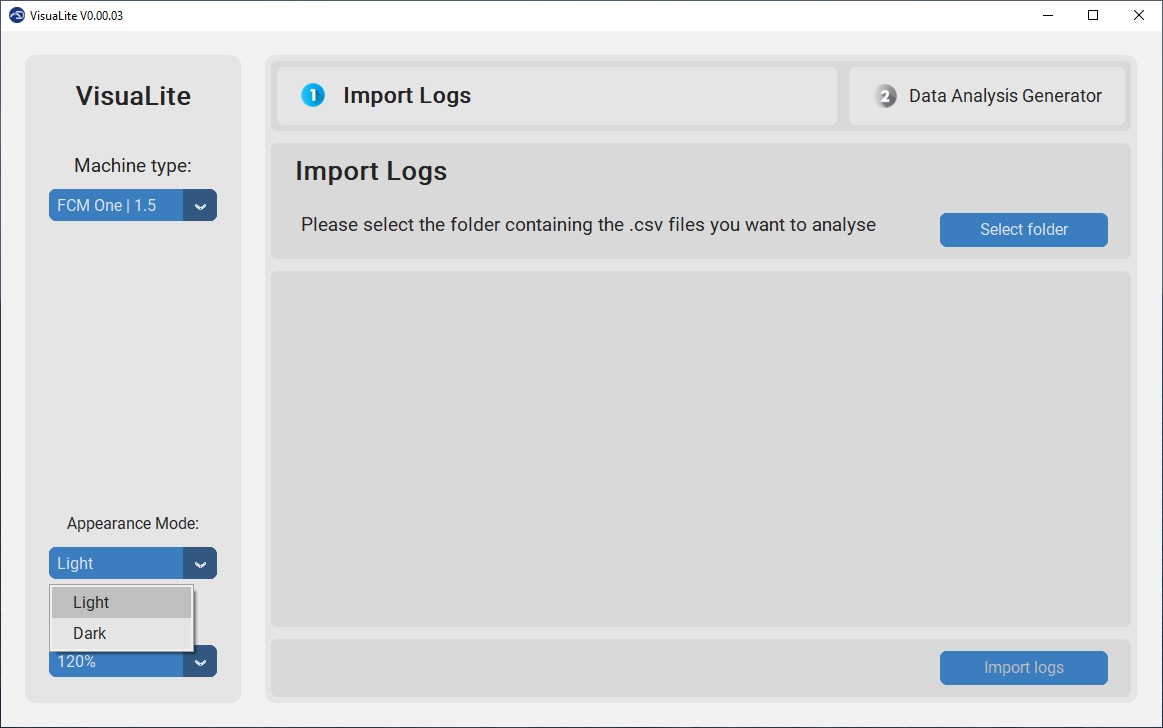 VisuaLite V0.00.03
VisuaLite
Machine type:
FCM One | 1.5
Appearance Mode:
Light
Light
Dark
120%
1 Import Logs
2 Data Analysis Generator
Import Logs
Please select the folder containing the .csv files you want to analyse
Select folder
Import logs